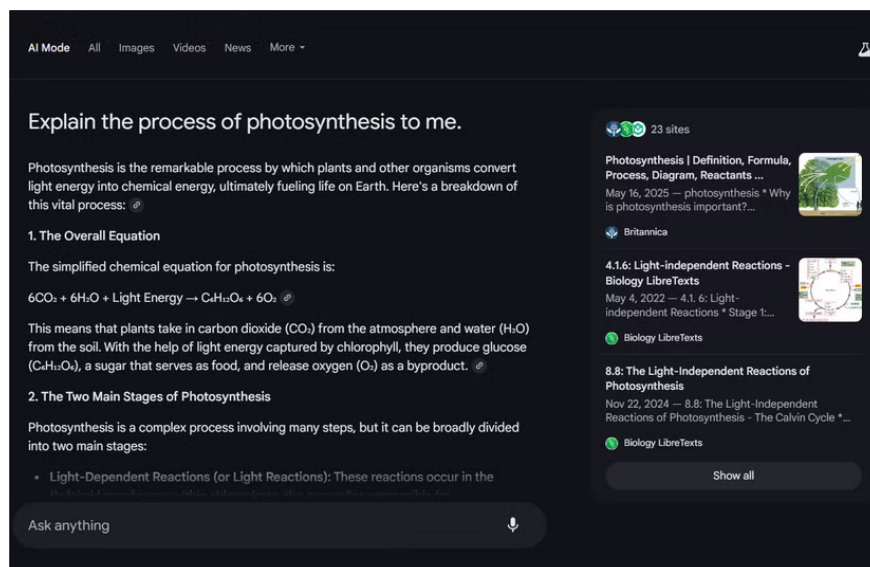 AI Mode All Images Videos News More
Explain the process of photosynthesis to me.
Photosynthesis is the remarkable process by which plants and other organisms convert
light energy into chemical energy, ultimately fueling life on Earth. Here's a breakdown of
this vital process:
1. The Overall Equation
The simplified chemical equation for photosynthesis is:
6CO₂ + 6H₂O + Light Energy → C₆H₁₂O₆ + 6O₂
This means that plants take in carbon dioxide (CO₂) from the atmosphere and water (H₂O)
from the soil. With the help of light energy captured by chlorophyll, they produce glucose
(C₆H₁₂O₆), a sugar that serves as food, and release oxygen (O₂) as a byproduct.
2. The Two Main Stages of Photosynthesis
Photosynthesis is a complex process involving many steps, but it can be broadly divided
into two main stages:
• Light-Dependent Reactions (or Light Reactions): These reactions occur in the
Ask anything
23 sites
Photosynthesis | Definition, Formula,
Process, Diagram, Reactants ...
May 16, 2025 — photosynthesis * Why
is photosynthesis important?...
Britannica
4.1.6: Light-independent Reactions -
Biology LibreTexts
May 4, 2022 — 4.1. 6: Light-
independent Reactions * Stage 1:...
Biology LibreTexts
8.8: The Light-Independent Reactions of
Photosynthesis
Nov 22, 2024 — 8.8: The Light-Independent
Reactions of Photosynthesis - The Calvin Cycle *...
Biology LibreTexts
Show all